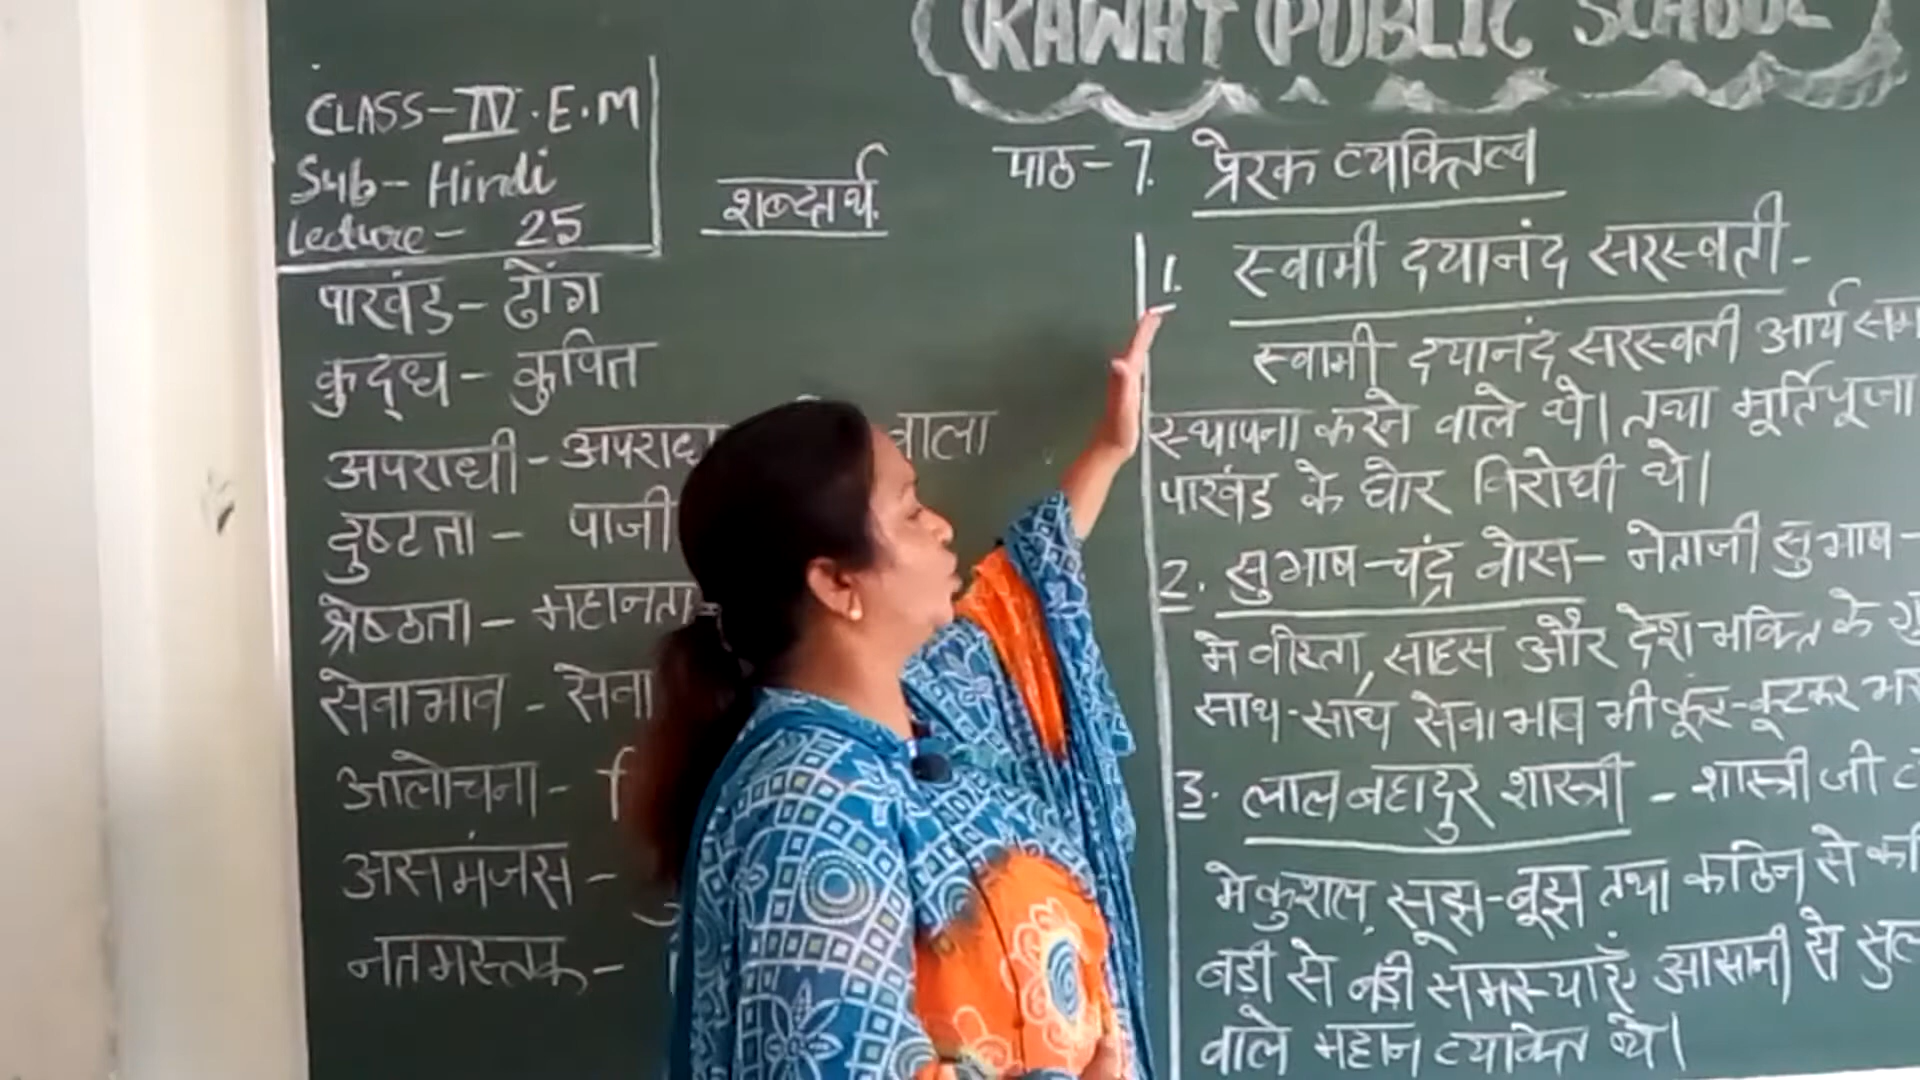 RAWAT PUBLIC SCHOOL
CLASS-IV.E.M
Sub- Hindi
Lecture- 25
शब्दार्थ
पाठ-7. प्रेरक व्यक्तित्व
पाखंड - ढोंग
कुद्ध - कुपित
अपराधी - अपराध वाला
दुष्टता - पाजी
श्रेष्ठता - महानता
सेवाभाव - सेवा
आलोचना -
असमंजस -
नतमस्तक -
1. स्वामी दयानंद सरस्वती -
स्वामी दयानंद सरस्वती आर्य
स्थापना करने वाले थे। तथा मूर्तिपूजा
पाखंड के घोर विरोधी थे।
2. सुभाष-चंद्र बोस- नेताजी सुभाष-
मे वीरता, साहस और देश-भक्ति के
साथ-साथ सेवा भाव भी कूट-कूटकर
3. लाल बहादुर शास्त्री - शास्त्री जी
मे कुशल, सूझ-बूझ तथा कठिन से
बड़ी से बड़ी समस्याएँ आसानी से
वाले महान व्यक्ति थे।